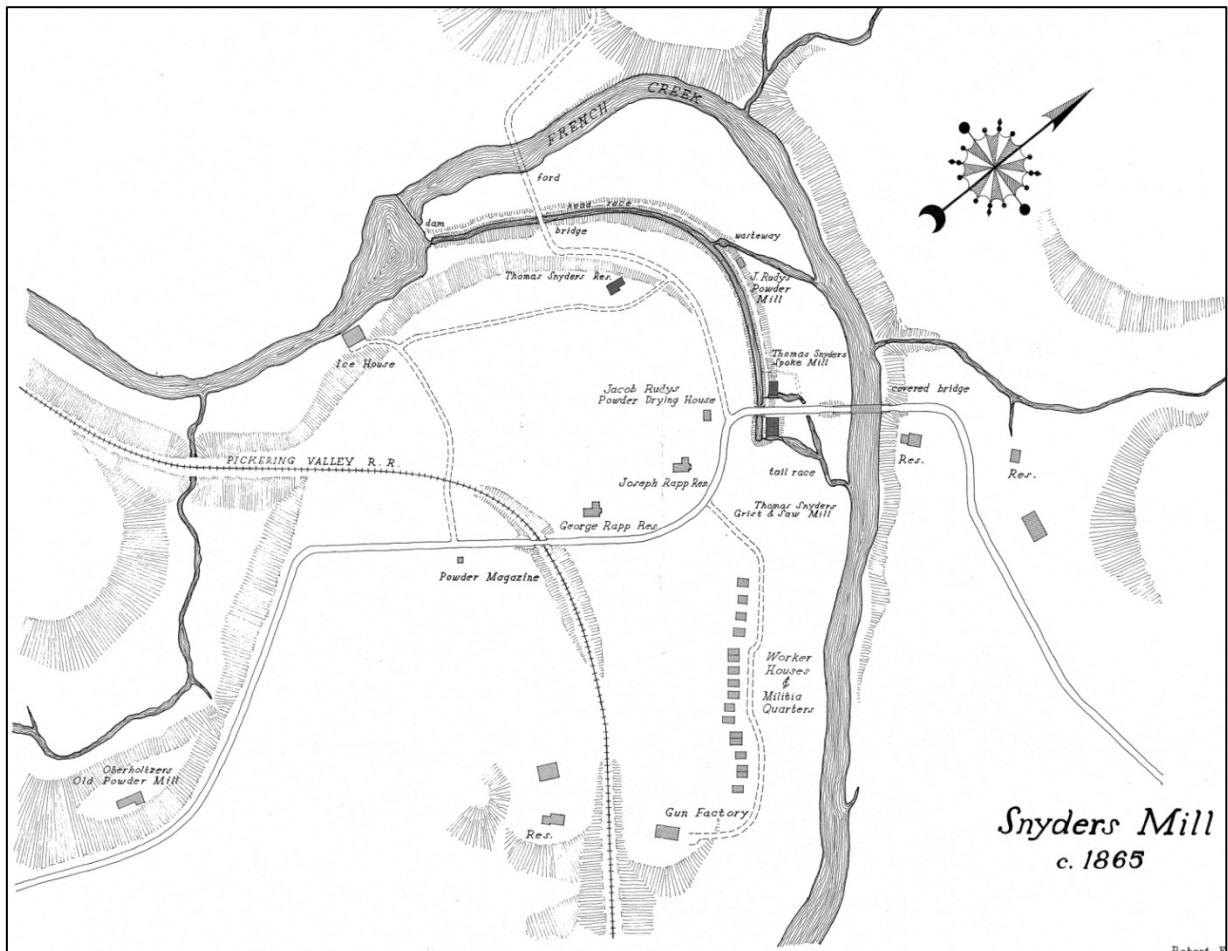 FRENCH CREEK
ford
dam
head race
bridge
wasteway
Thomas Snyders Res.
J. Rudys
Powder
Mill
Ice House
Thomas Snyders
Spoke Mill
Jacob Rudys
Powder Drying House
covered bridge
PICKERING VALLEY R.R.
Res.
Res.
tail race
Joseph Rapp Res.
Thomas Snyders
Grist & Saw Mill
George Rapp Res.
Powder Magazine
Worker
Houses
&
Militia
Quarters
Oberholtzers
Old Powder Mill
Gun Factory
Res.
Snyders Mill
c. 1865